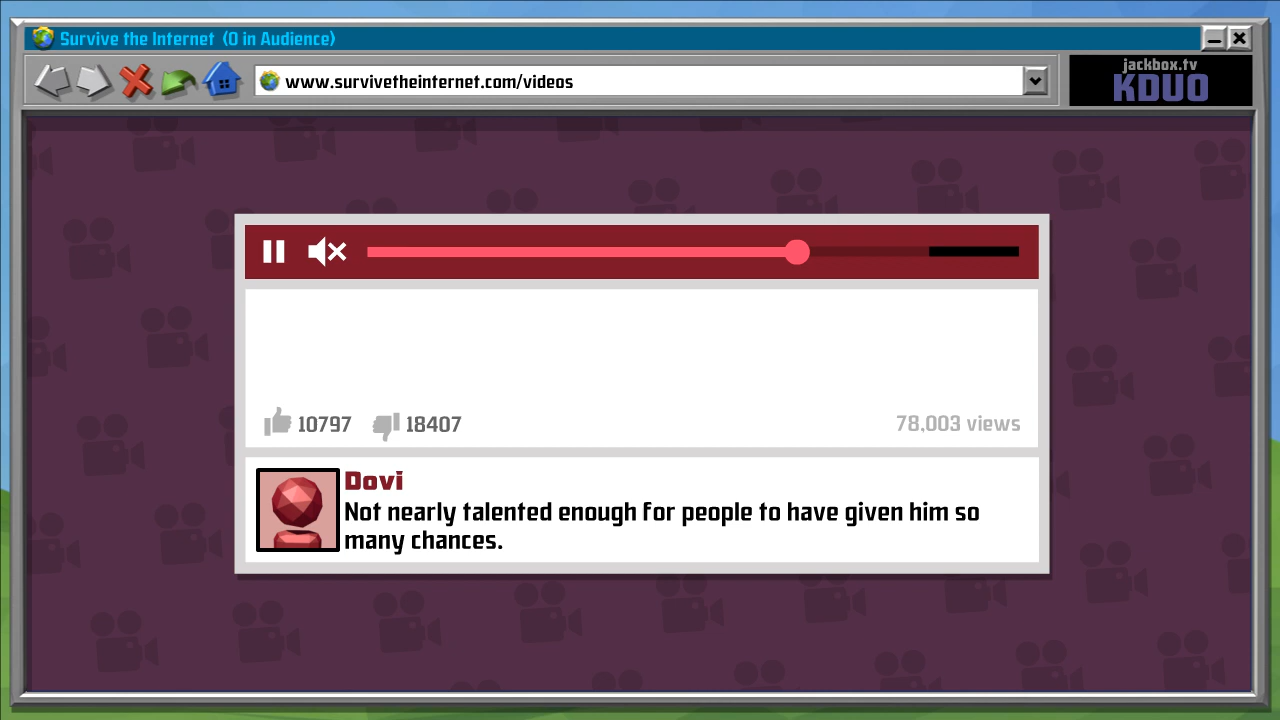 Survive the Internet (0 in Audience)
www.survivetheinternet.com/videos
jackbox.tv
KDUO
10797
18407
78,003 views
Dovi
Not nearly talented enough for people to have given him so
many chances.